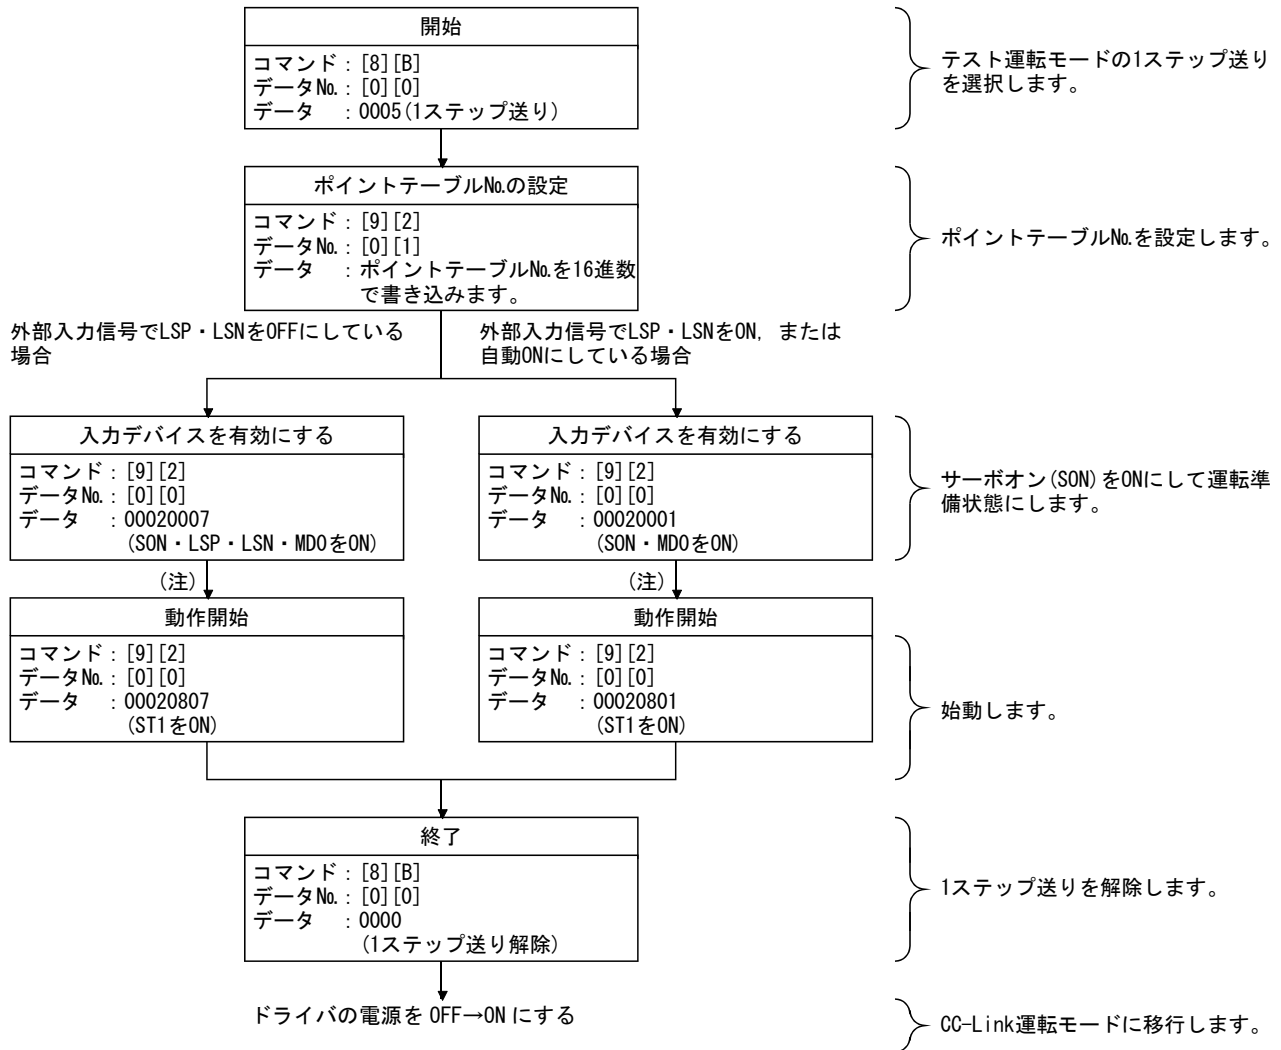 開始
コマンド：[8][B]
データNo.：[0][0]
データ　：0005(1ステップ送り)
テスト運転モードの1ステップ送り
を選択します。
ポイントテーブルNo.の設定
コマンド：[9][2]
データNo.：[0][1]
データ　：ポイントテーブルNo.を16進数
で書き込みます。
ポイントテーブルNo.を設定します。
外部入力信号でLSP・LSNをOFFにしている
場合
外部入力信号でLSP・LSNをON，または
自動ONにしている場合
入力デバイスを有効にする
コマンド：[9][2]
データNo.：[0][0]
データ　：00020007
(SON・LSP・LSN・MD0をON)
入力デバイスを有効にする
コマンド：[9][2]
データNo.：[0][0]
データ　：00020001
(SON・MD0をON)
サーボオン(SON)をONにして運転準
備状態にします。
(注)
(注)
動作開始
コマンド：[9][2]
データNo.：[0][0]
データ　：00020807
(ST1をON)
動作開始
コマンド：[9][2]
データNo.：[0][0]
データ　：00020801
(ST1をON)
始動します。
終了
コマンド：[8][B]
データNo.：[0][0]
データ　：0000
(1ステップ送り解除)
1ステップ送りを解除します。
ドライバの電源を OFF→ON にする
CC-Link運転モードに移行します。